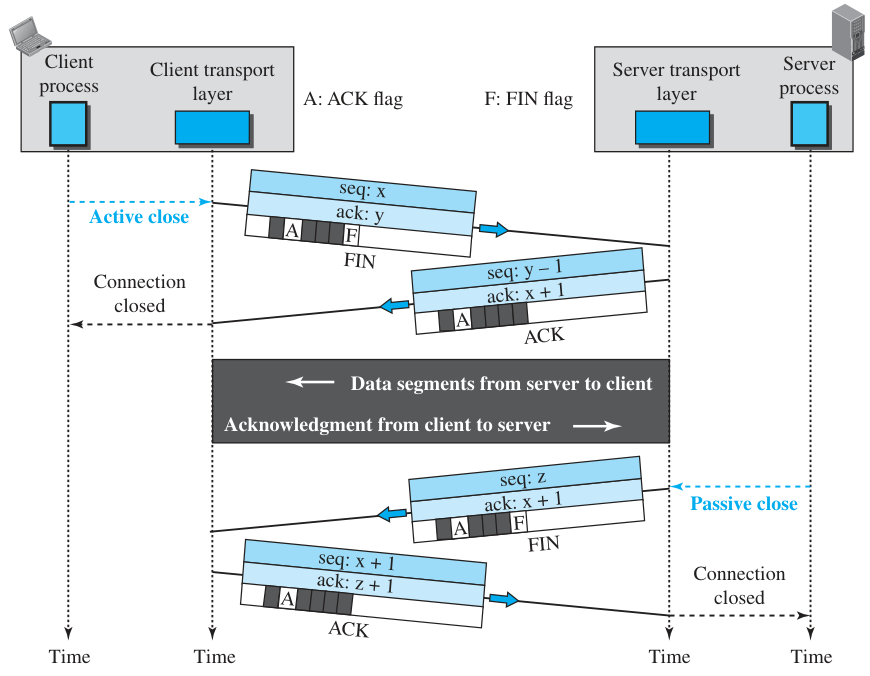 Client
process
Client transport
layer
A: ACK flag
F: FIN flag
Server transport
layer
Server
process
Active close
seq: x
ack: y
A
F
FIN
seq: y – 1
ack: x + 1
A
ACK
Connection
closed
Data segments from server to client
Acknowledgment from client to server
seq: z
ack: x + 1
A
F
FIN
Passive close
seq: x + 1
ack: z + 1
A
ACK
Connection
closed
Time
Time
Time
Time